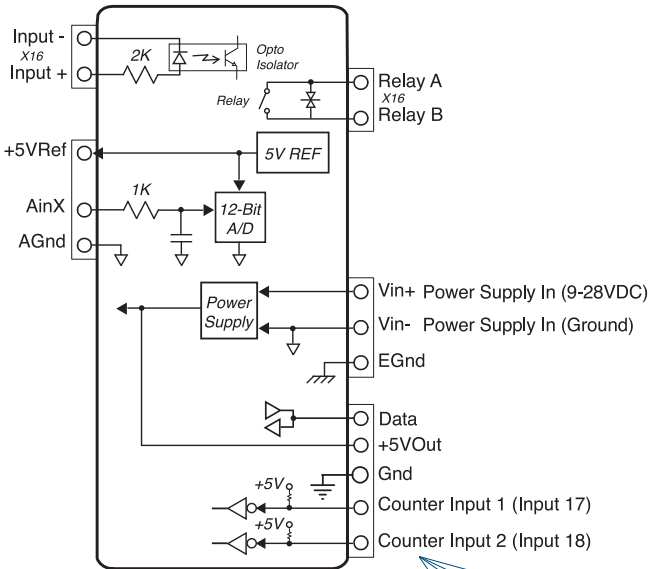 Input -
X16
Input +
2K
Opto
Isolator
Relay
Relay A
X16
Relay B
+5VRef
5V REF
AinX
1K
12-Bit
A/D
AGnd
Power
Supply
Vin+ Power Supply In (9-28VDC)
Vin- Power Supply In (Ground)
EGnd
Data
+5VOut
Gnd
+5V
Counter Input 1 (Input 17)
+5V
Counter Input 2 (Input 18)